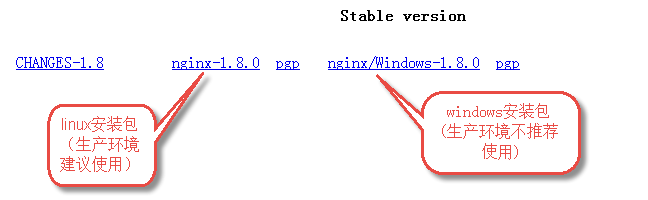 Stable version
CHANGES-1.8 nginx-1.8.0 pgp nginx/Windows-1.8.0 pgp
linux安装包
（生产环境
建议使用）
windows安装包
(生产环境不推荐
使用)